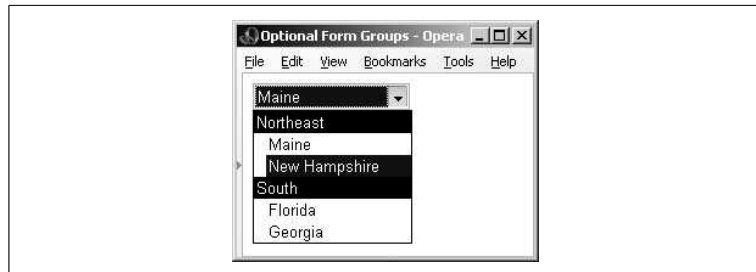 Optional Form Groups - Opera
File Edit View Bookmarks Tools Help
Maine
Northeast
Maine
New Hampshire
South
Florida
Georgia